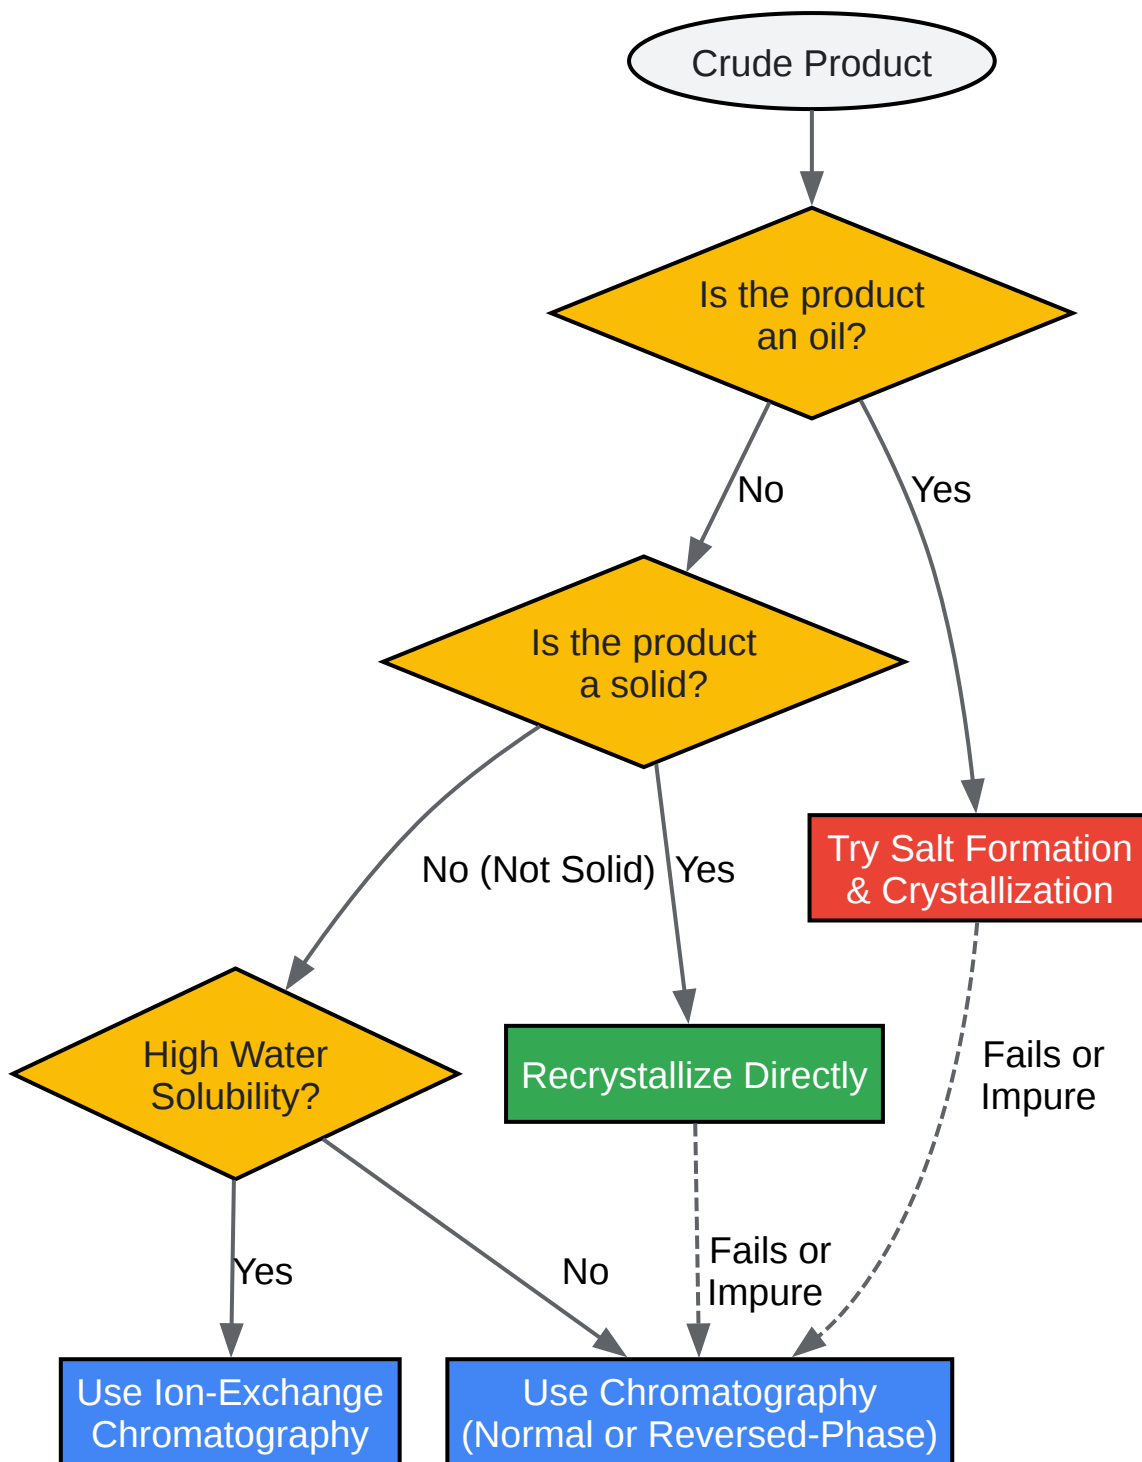 Crude Product
Is the product
an oil?
No
Yes
Is the product
a solid?
No (Not Solid)
Yes
Try Salt Formation
& Crystallization
High Water
Solubility?
Recrystallize Directly
Fails or
Impure
Yes
No
Fails or
Impure
Use Ion-Exchange
Chromatography
Use Chromatography
(Normal or Reversed-Phase)